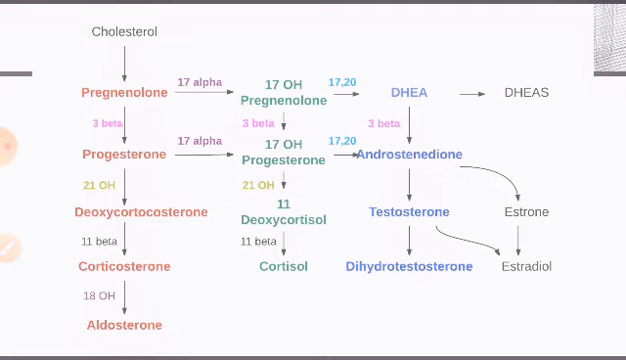 Cholesterol
17 alpha
17,20
Pregnenolone
17 OH
Pregnenolone
DHEA
DHEAS
3 beta
3 beta
3 beta
17 alpha
17,20
Progesterone
17 OH
Progesterone
Androstenedione
21 OH
21 OH
Deoxycortocosterone
11
Deoxycortisol
Testosterone
Estrone
11 beta
11 beta
Corticosterone
Cortisol
Dihydrotestosterone
Estradiol
18 OH
Aldosterone